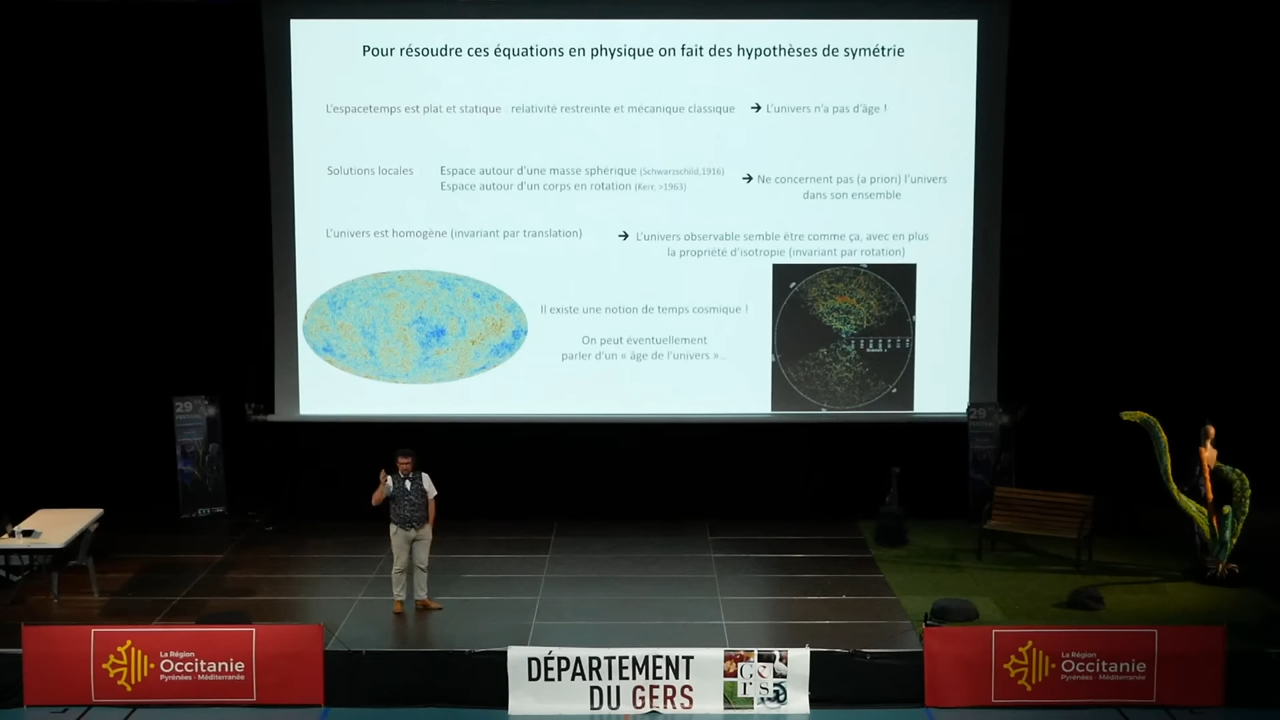 Pour résoudre ces équations en physique on fait des hypothèses de symétrie
L'espacetemps est plat et statique : relativité restreinte et mécanique classique → L'univers n'a pas d'âge !
Solutions locales
Espace autour d'une masse sphérique (Schwarzschild,1916)
Espace autour d'un corps en rotation (Kerr, >1963)
→ Ne concernent pas (a priori) l'univers
dans son ensemble
L'univers est homogène (invariant par translation)
→ L'univers observable semble être comme ça, avec en plus
la propriété d'isotropie (invariant par rotation)
Il existe une notion de temps cosmique !
On peut éventuellement
parler d'un « âge de l'univers »...
29
29
La Région
Occitanie
Pyrénées - Méditerranée
DÉPARTEMENT
DU GERS
La Région
Occitanie
Pyrénées - Méditerranée